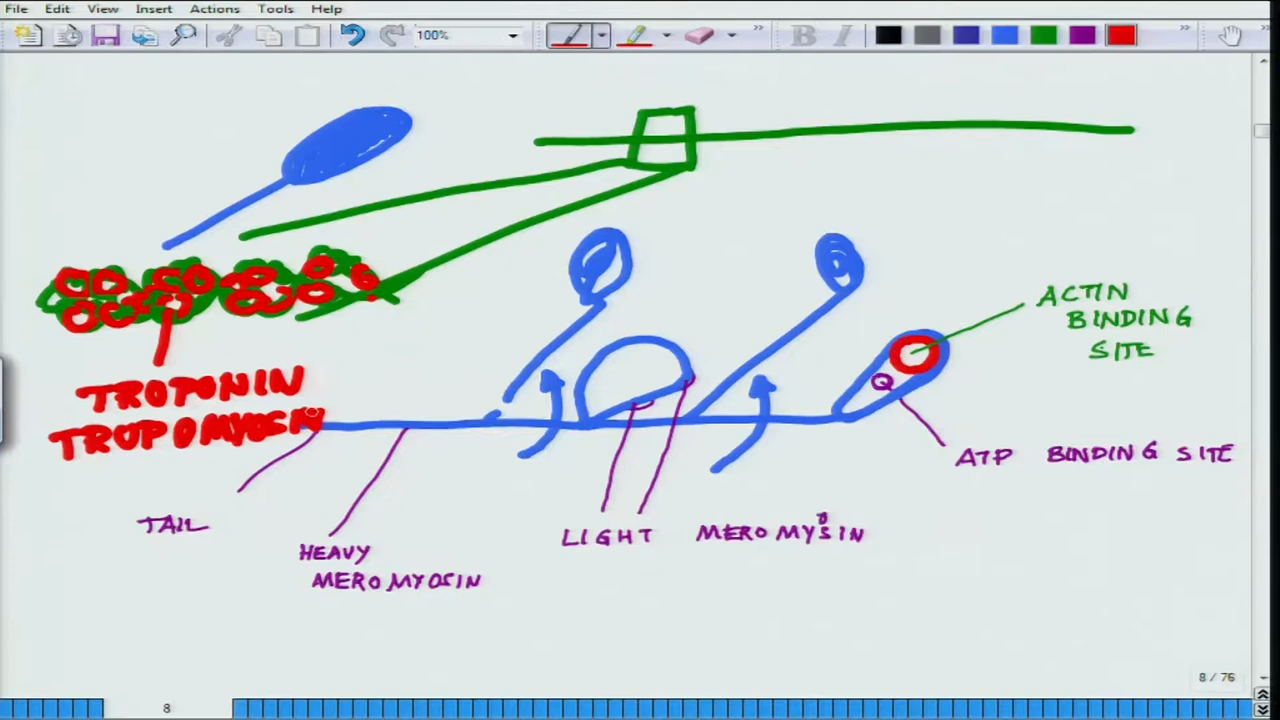 File Edit View Insert Actions Tools Help
100%
B I
ACTIN
BINDING
SITE
TROPONIN
TROPOMYOSIN
ATP BINDING SITE
TAIL
HEAVY
MEROMYOSIN
LIGHT MEROMYSIN
8 / 76
8